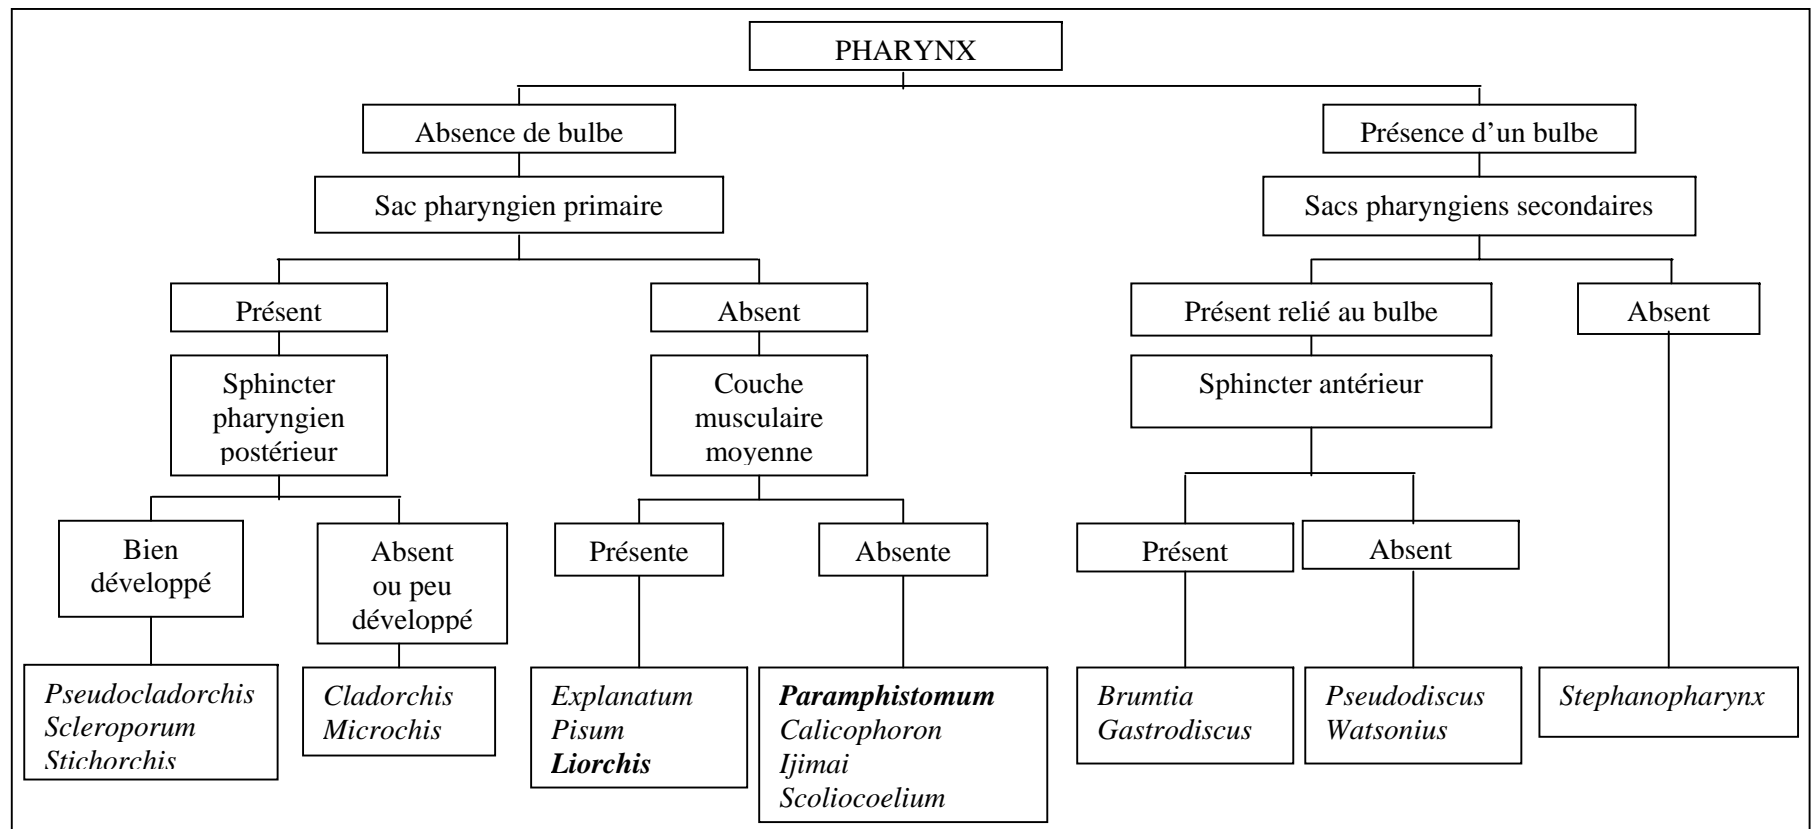 PHARYNX
Absence de bulbe
Présence d'un bulbe
Sac pharyngien primaire
Sacs pharyngiens secondaires
Présent
Absent
Présent relié au bulbe
Absent
Sphincter
pharyngien
postérieur
Couche
musculaire
moyenne
Sphincter antérieur
Bien
développé
Absent
ou peu
développé
Présente
Absente
Présent
Absent
Pseudocladorchis
Scleroporum
Stichorchis
Cladorchis
Microchis
Explanatum
Pisum
Liorchis
Paramphistomum
Calicophoron
Ijimai
Scoliocoelium
Brumtia
Gastrodiscus
Pseudodiscus
Watsonius
Stephanopharynx